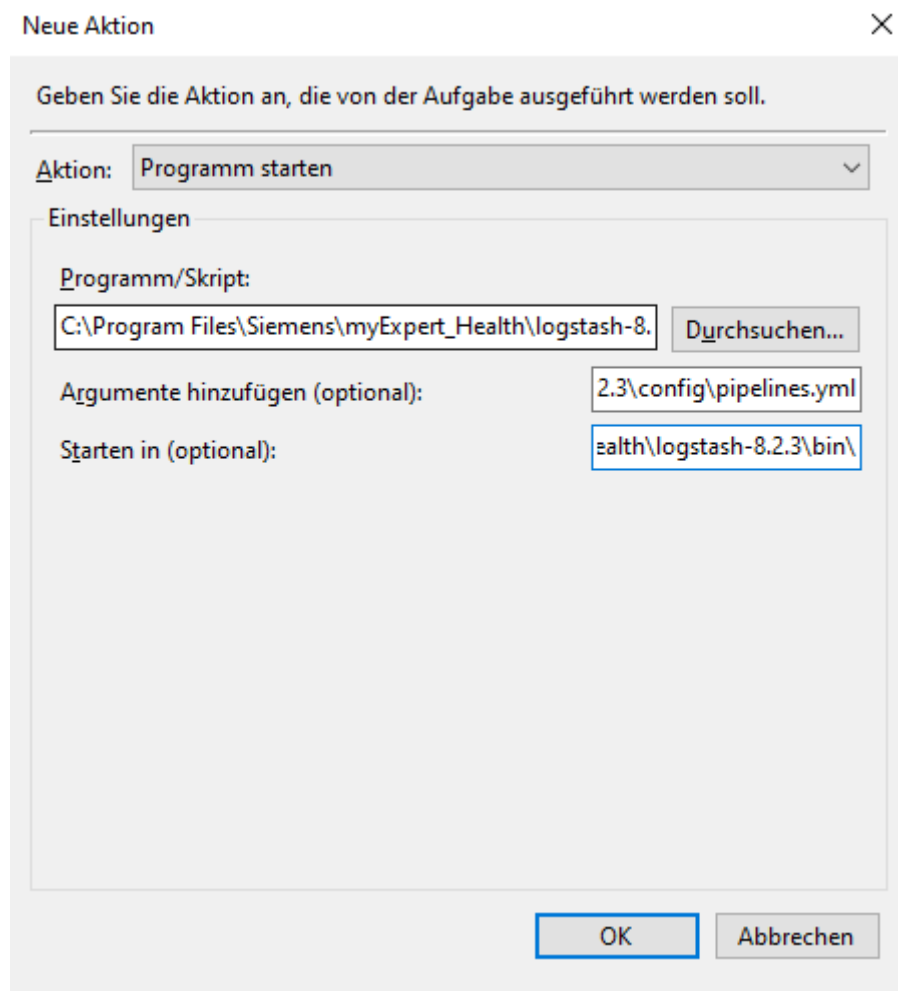 Neue Aktion
Geben Sie die Aktion an, die von der Aufgabe ausgeführt werden soll.
Aktion: Programm starten
Einstellungen
Programm/Skript:
C:\Program Files\Siemens\myExpert_Health\logstash-8. Durchsuchen...
Argumente hinzufügen (optional): 2.3\config\pipelines.yml
Starten in (optional): ealth\logstash-8.2.3\bin\
OK Abbrechen